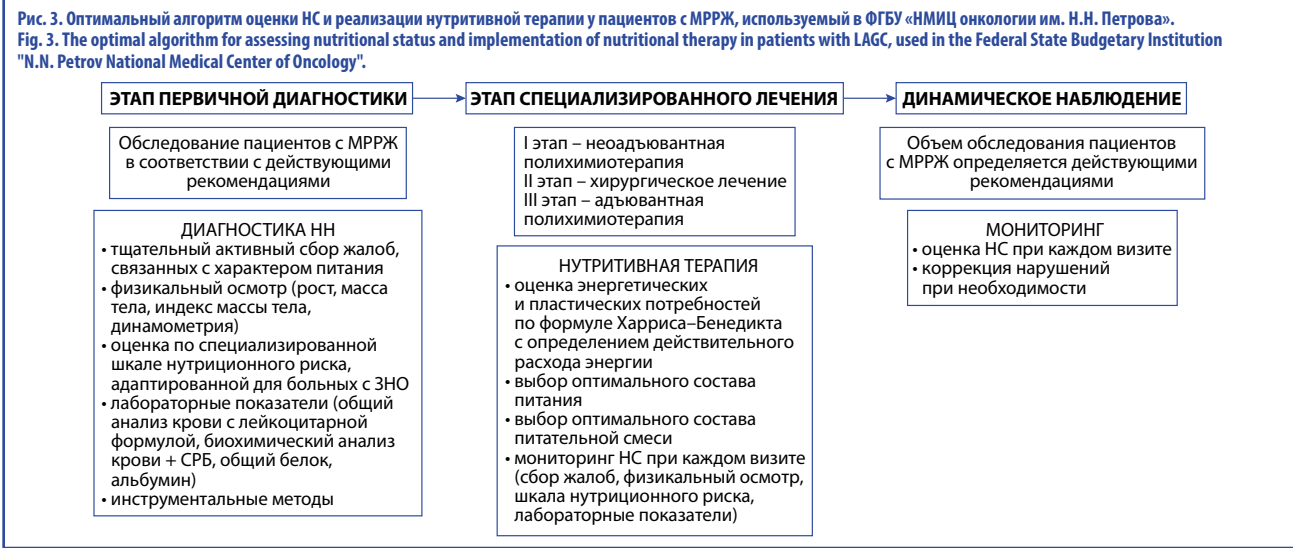 Рис. 3. Оптимальный алгоритм оценки НС и реализации нутритивной терапии у пациентов с МРРЖ, используемый в ФГБУ «НМИЦ онкологии им. Н.Н. Петрова».
Fig. 3. The optimal algorithm for assessing nutritional status and implementation of nutritional therapy in patients with LAGC, used in the Federal State Budgetary Institution
"N.N. Petrov National Medical Center of Oncology".
ЭТАП ПЕРВИЧНОЙ ДИАГНОСТИКИ
Обследование пациентов с МРРЖ
в соответствии с действующими
рекомендациями
ДИАГНОСТИКА НН
• тщательный активный сбор жалоб,
связанных с характером питания
• физикальный осмотр (рост, масса
тела, индекс массы тела,
динамометрия)
• оценка по специализированной
шкале нутриционного риска,
адаптированной для больных с ЗНО
• лабораторные показатели (общий
анализ крови с лейкоцитарной
формулой, биохимический анализ
крови + СРБ, общий белок,
альбумин)
• инструментальные методы
ЭТАП СПЕЦИАЛИЗИРОВАННОГО ЛЕЧЕНИЯ
I этап – неоадъювантная
полихимиотерапия
II этап – хирургическое лечение
III этап – адъювантная
полихимиотерапия
НУТРИТИВНАЯ ТЕРАПИЯ
• оценка энергетических
и пластических потребностей
по формуле Харриса–Бенедикта
с определением действительного
расхода энергии
• выбор оптимального состава
питания
• выбор оптимального состава
питательной смеси
• мониторинг НС при каждом визите
(сбор жалоб, физикальный осмотр,
шкала нутриционного риска,
лабораторные показатели)
ДИНАМИЧЕСКОЕ НАБЛЮДЕНИЕ
Объем обследования пациентов
с МРРЖ определяется действующими
рекомендациями
МОНИТОРИНГ
• оценка НС при каждом визите
• коррекция нарушений
при необходимости